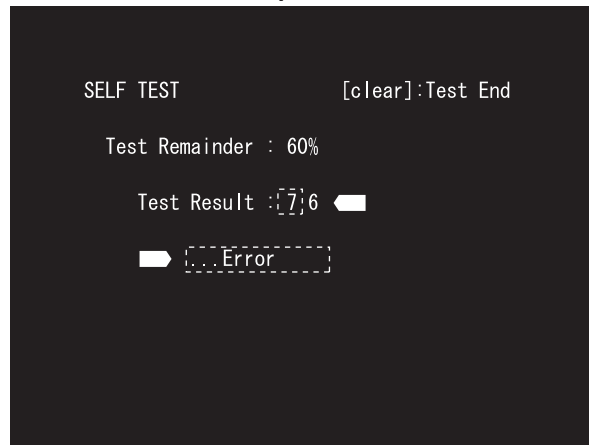 SELF TEST [clear]:Test End
Test Remainder : 60%
Test Result : 7 6
...Error